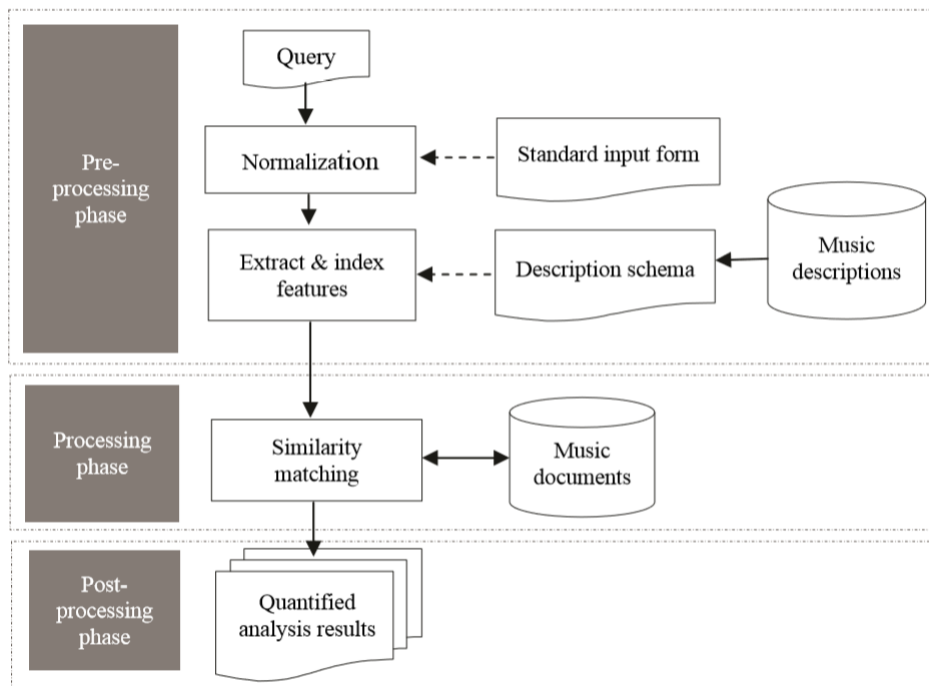 Pre-
processing
phase
Query
Normalization
Standard input form
Extract & index
features
Description schema
Music
descriptions
Processing
phase
Similarity
matching
Music
documents
Post-
processing
phase
Quantified
analysis results